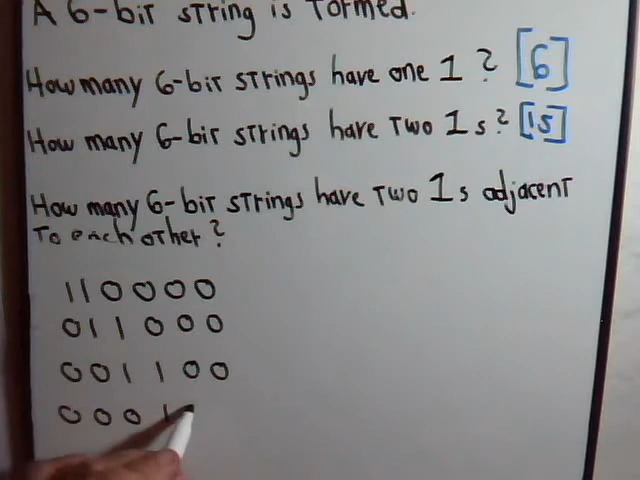 A 6-bit string is formed.
How many 6-bit strings have one 1? [6]
How many 6-bit strings have two 1s? [15]
How many 6-bit strings have two 1s adjacent
to each other?
110000
011000
001100
0001